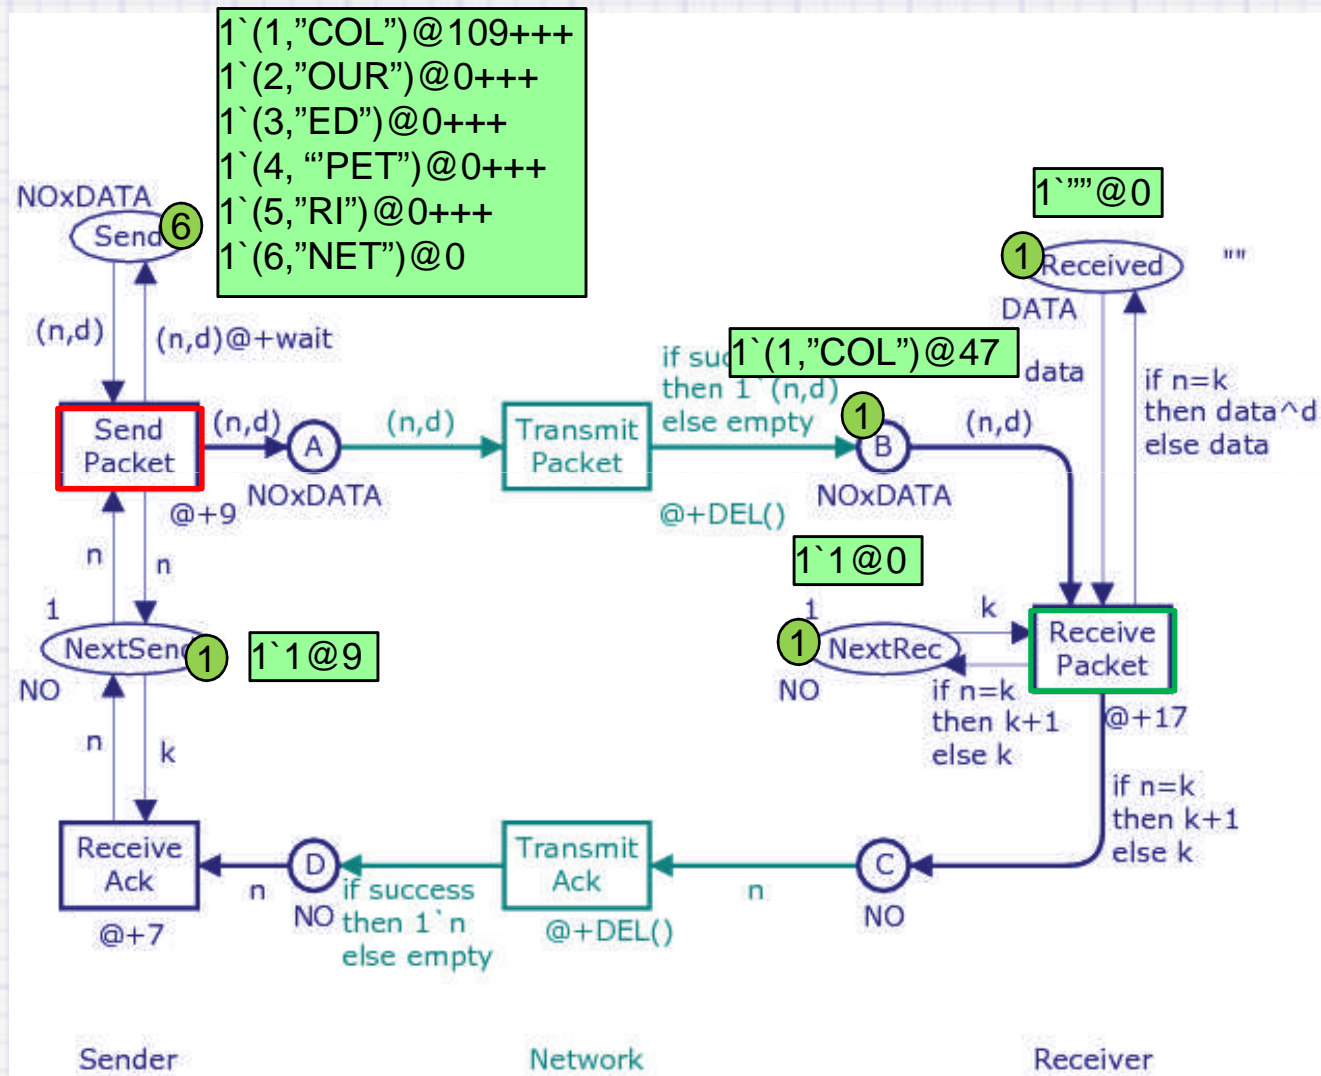 1`(1,”COL”)@109+++
1`(2,”OUR”)@0+++
1`(3,”ED”)@0+++
1`(4, “’PET”)@0+++
1`(5,”RI”)@0+++
1`(6,”NET”)@0
NOxDATA
Send
6
(n,d)
(n,d)@+wait
Send
Packet
@+9
(n,d)
A
NOxDATA
(n,d)
Transmit
Packet
@+DEL()
if suc
then 1`(n,d)
else empty
1`(1,”COL”)@47
1
B
NOxDATA
(n,d)
1`””@0
1
Received
""
DATA
data
if n=k
then data^d
else data
n
n
1
NextSend
1
NO
1`1@9
1`1@0
1
1
NextRec
NO
k
if n=k
then k+1
else k
Receive
Packet
@+17
if n=k
then k+1
else k
n
k
Receive
Ack
@+7
n
D
NO
if success
then 1`n
else empty
Transmit
Ack
@+DEL()
n
C
NO
Sender
Network
Receiver